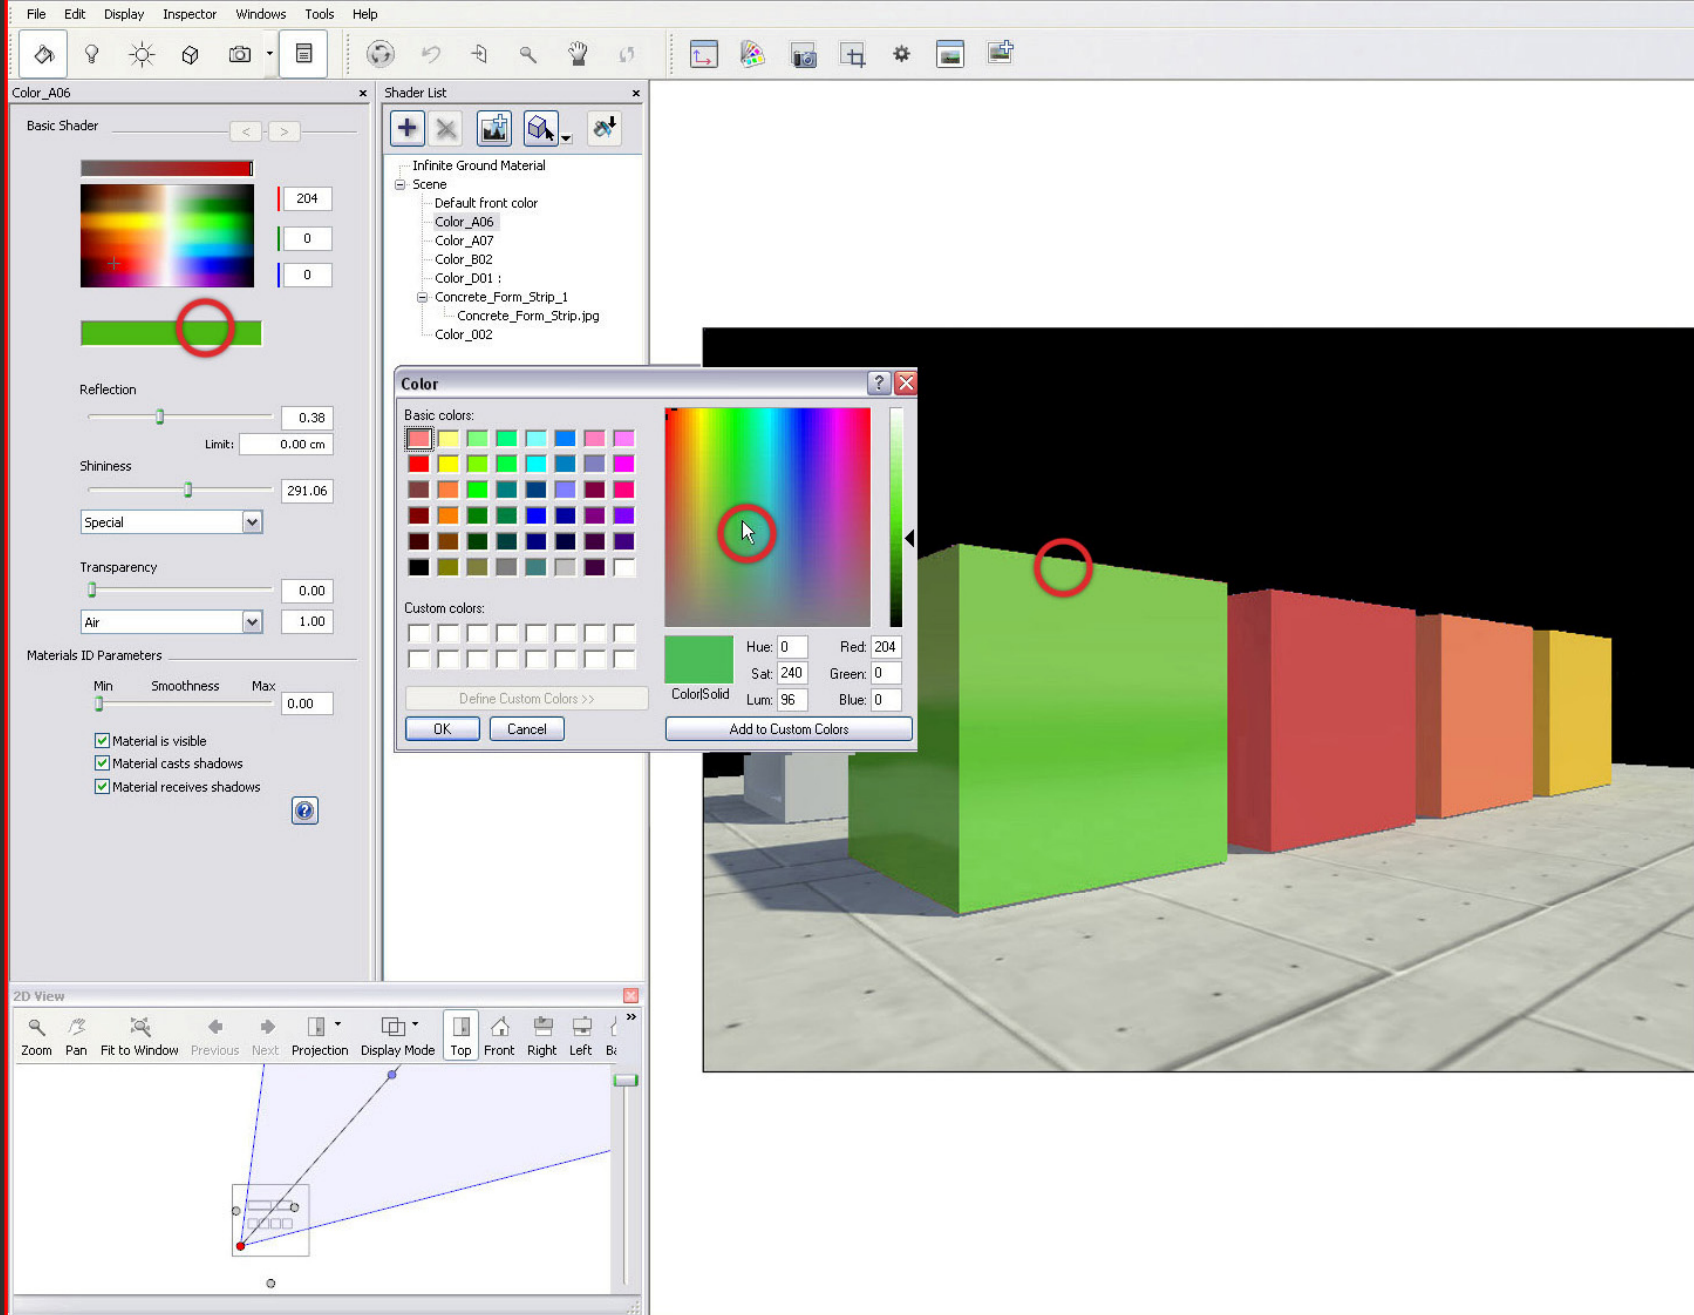 File Edit Display Inspector Windows Tools Help
Color_A06
Basic Shader
< >
204
0
0
Reflection
0.38
Limit: 0.00 cm
Shininess
291.06
Special
Transparency
0.00
Air 1.00
Materials ID Parameters
Min Smoothness Max
0.00
Material is visible
Material casts shadows
Material receives shadows
Shader List
Infinite Ground Material
Scene
Default front color
Color_A06
Color_A07
Color_B02
Color_D01 :
Concrete_Form_Strip_1
Concrete_Form_Strip.jpg
Color_002
Color
Basic colors:
Custom colors:
Define Custom Colors >>
OK Cancel
Color|Solid
Hue: 0 Red: 204
Sat: 240 Green: 0
Lum: 96 Blue: 0
Add to Custom Colors
2D View
Zoom Pan Fit to Window Previous Next Projection Display Mode Top Front Right Left Ba